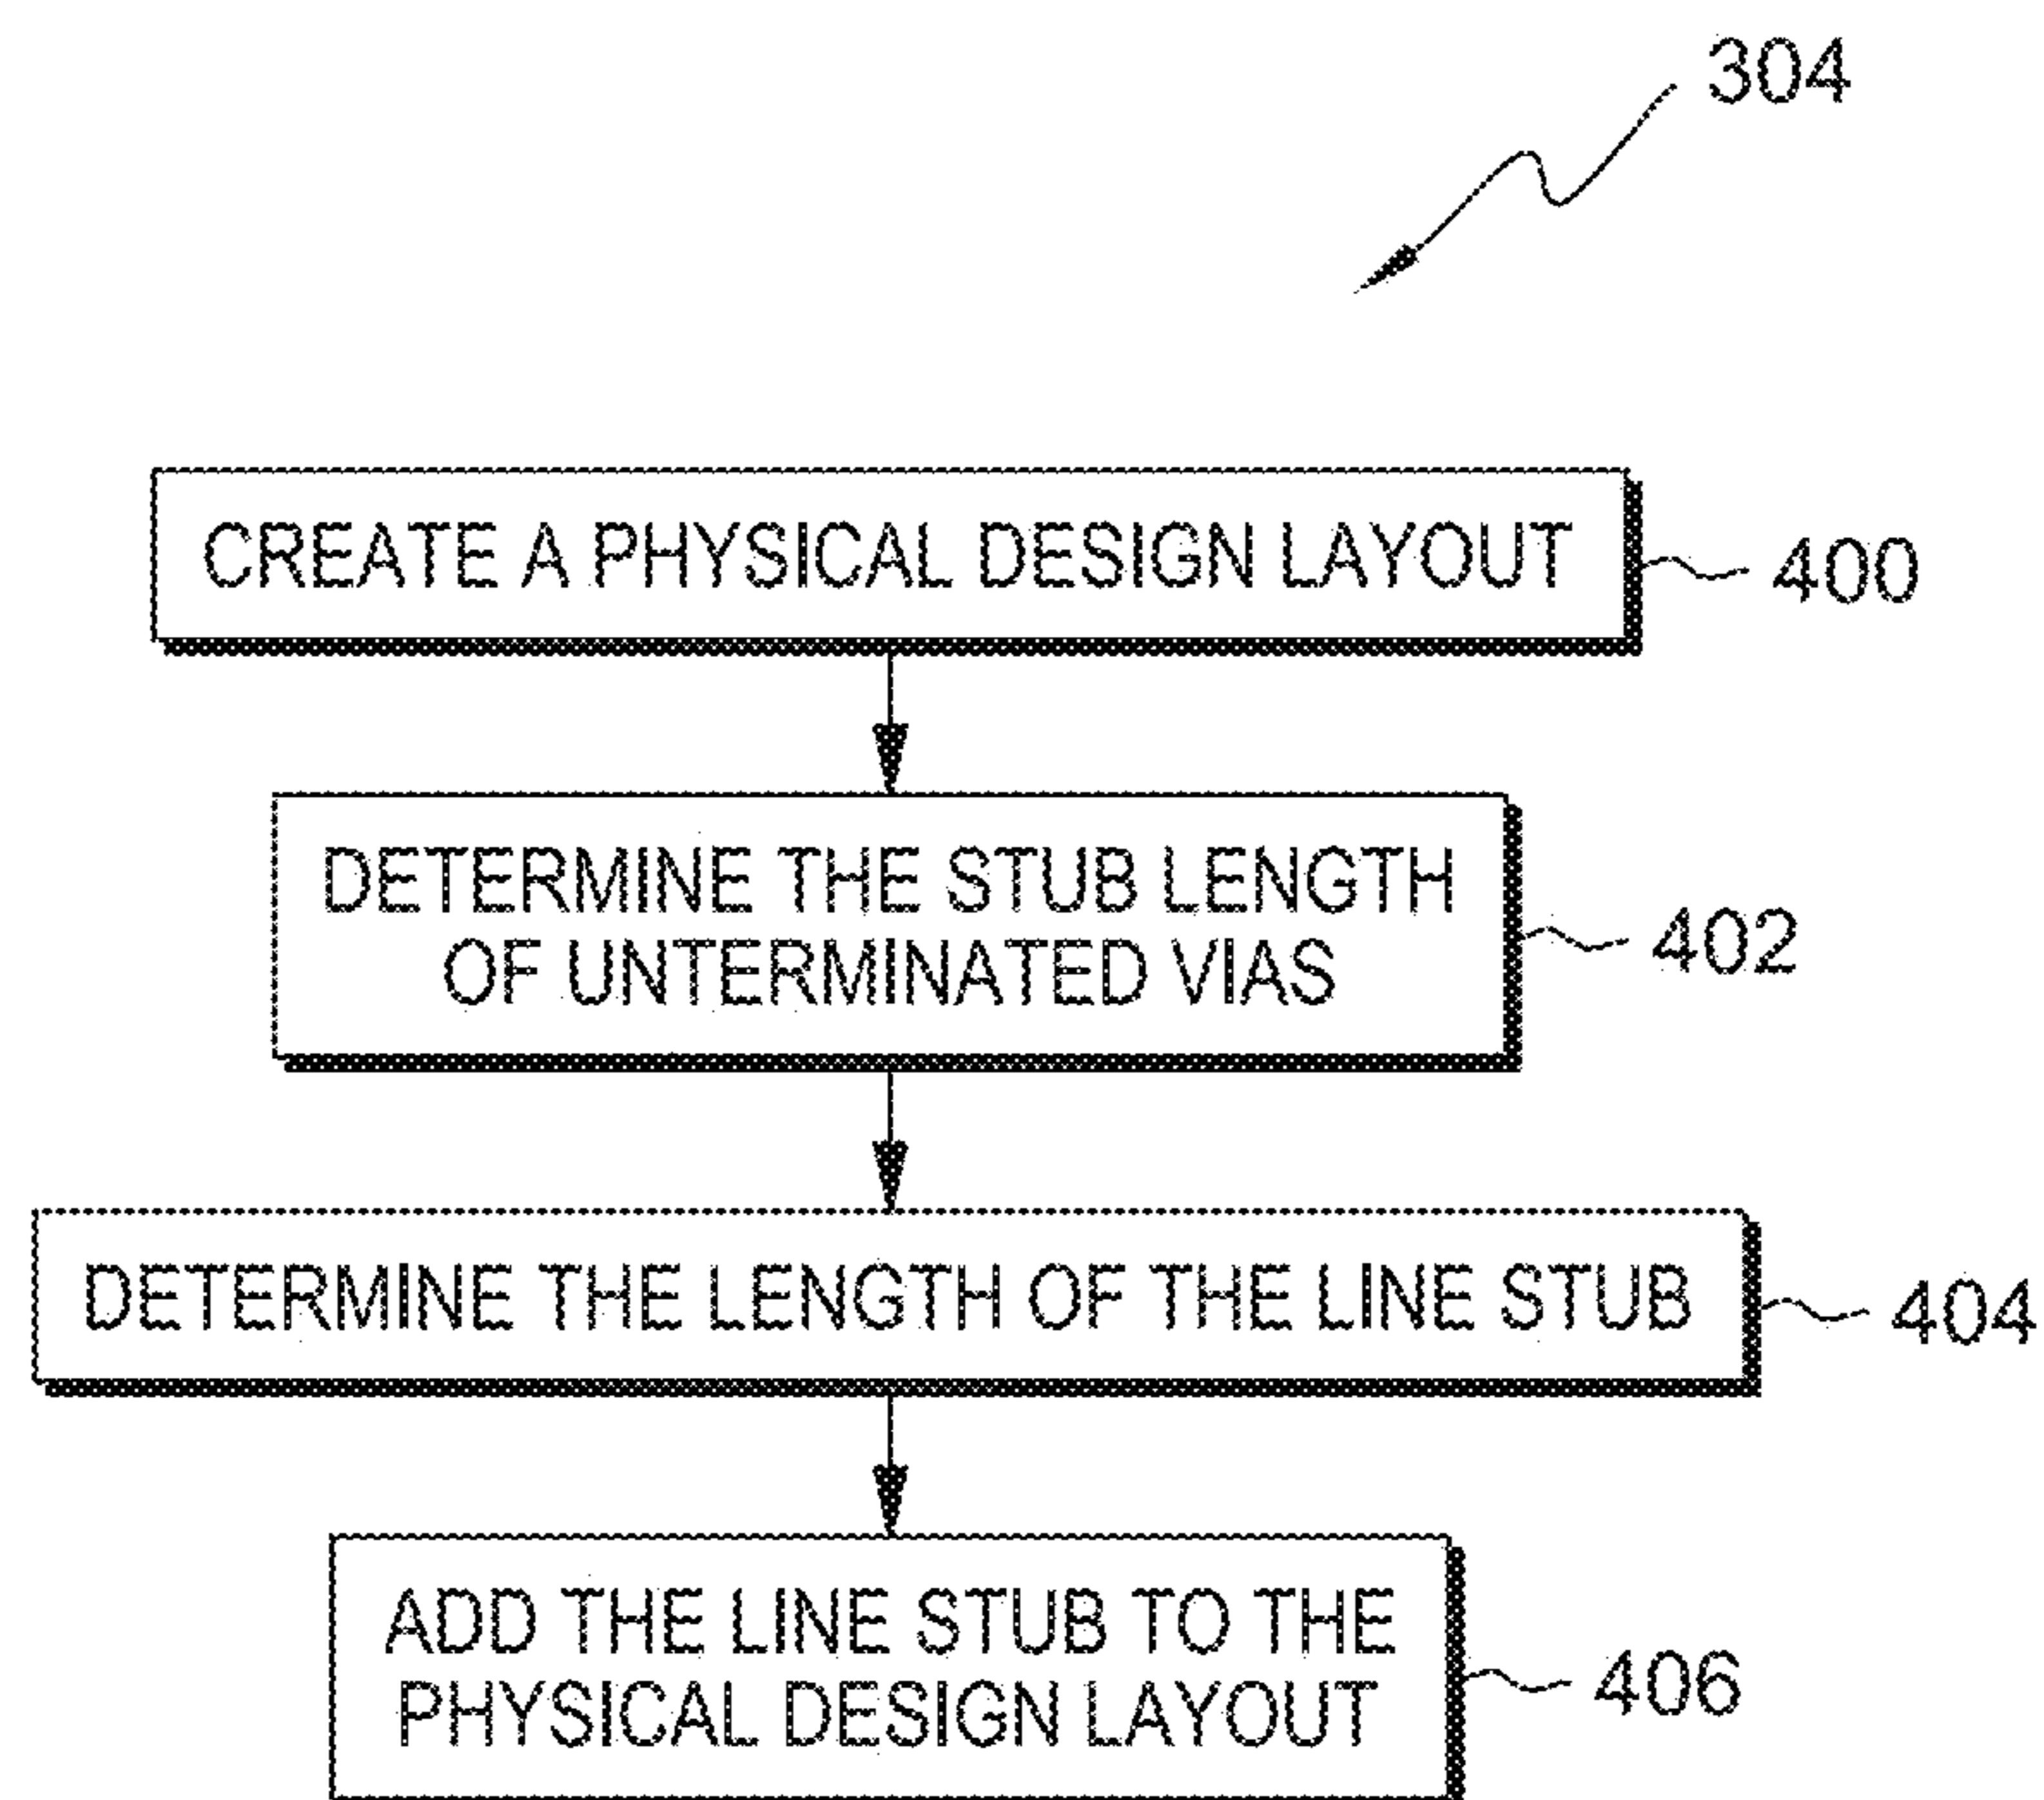 304
CREATE A PHYSICAL DESIGN LAYOUT
400
DETERMINE THE STUB LENGTH
OF UNTERMINATED VIAS
402
DETERMINE THE LENGTH OF THE LINE STUB
404
ADD THE LINE STUB TO THE
PHYSICAL DESIGN LAYOUT
406